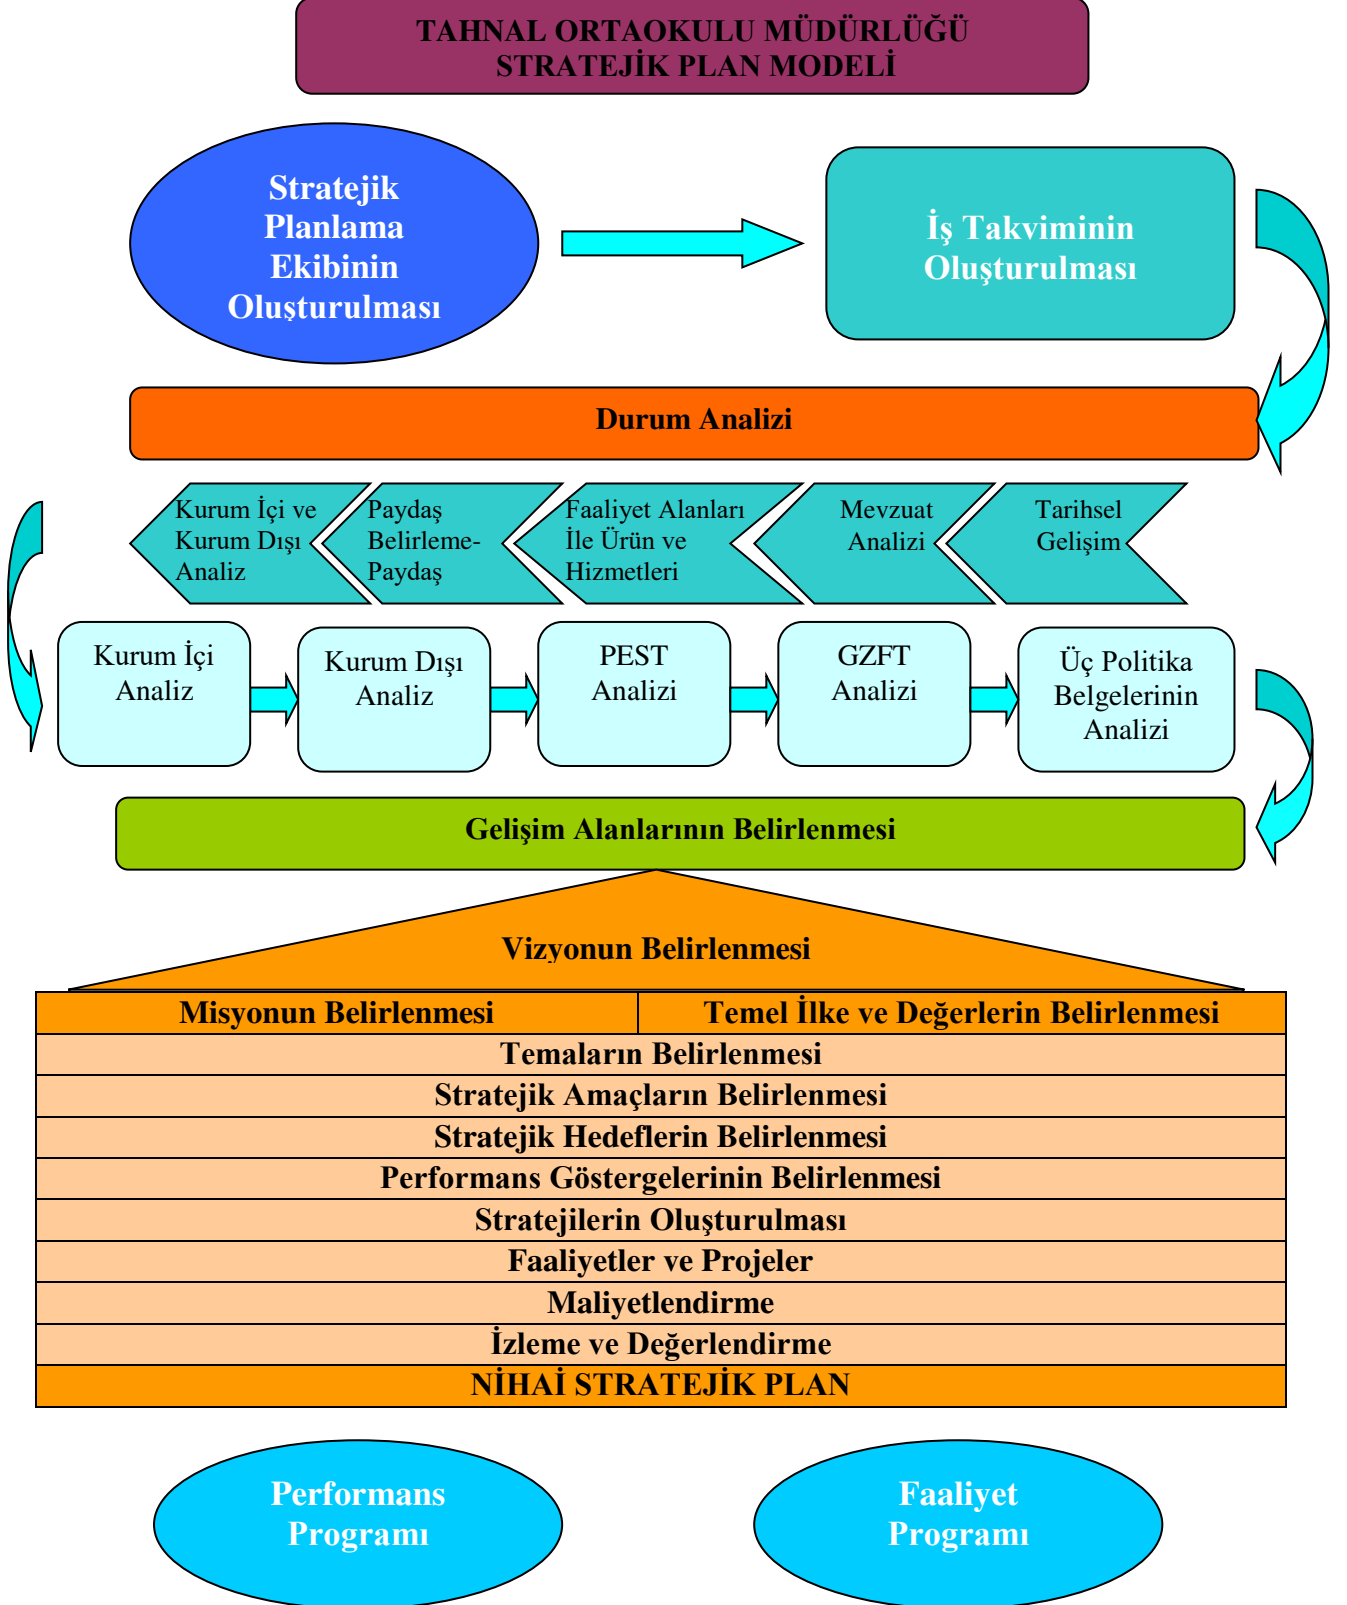 TAHNAL ORTAOKULU MÜDÜRLÜĞÜ
STRATEJİK PLAN MODELİ
Stratejik
Planlama
Ekibinin
Oluşturulması
İş Takviminin
Oluşturulması
Durum Analizi
Kurum İçi ve
Kurum Dışı
Analiz
Paydaş
Belirleme-
Paydaş
Faaliyet Alanları
İle Ürün ve
Hizmetleri
Mevzuat
Analizi
Tarihsel
Gelişim
Kurum İçi
Analiz
Kurum Dışı
Analiz
PEST
Analizi
GZFT
Analizi
Üç Politika
Belgelerinin
Analizi
Gelişim Alanlarının Belirlenmesi
Vizyonun Belirlenmesi
Misyonun Belirlenmesi
Temel İlke ve Değerlerin Belirlenmesi
Temaların Belirlenmesi
Stratejik Amaçların Belirlenmesi
Stratejik Hedeflerin Belirlenmesi
Performans Göstergelerinin Belirlenmesi
Stratejilerin Oluşturulması
Faaliyetler ve Projeler
Maliyetlendirme
İzleme ve Değerlendirme
NİHAİ STRATEJİK PLAN
Performans
Programı
Faaliyet
Programı